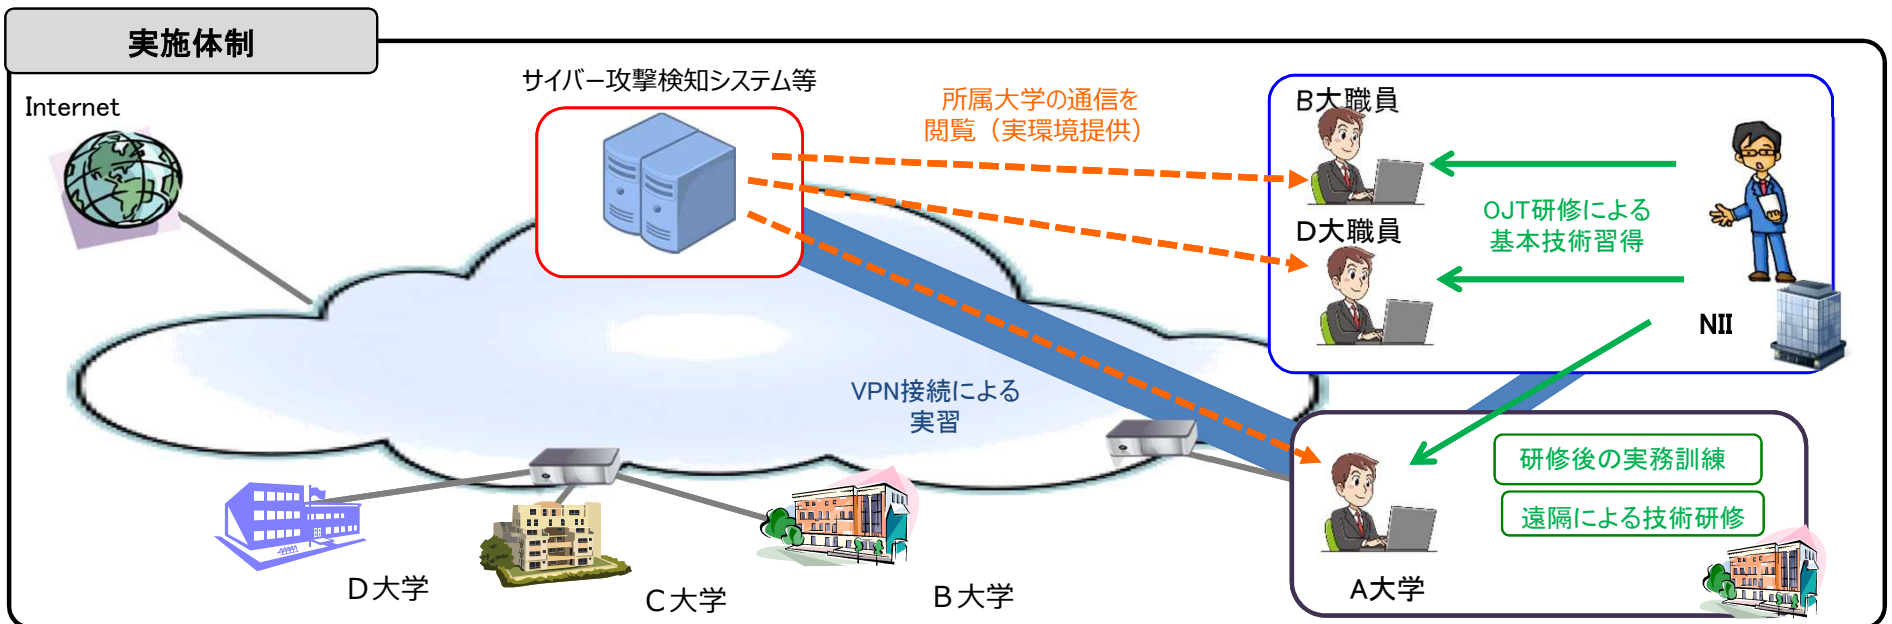 実施体制
Internet
サイバー攻撃検知システム等
所属大学の通信を
閲覧（実環境提供）
B大職員
D大職員
OJT研修による
基本技術習得
NII
VPN接続による
実習
研修後の実務訓練
遠隔による技術研修
A大学
D大学
C大学
B大学